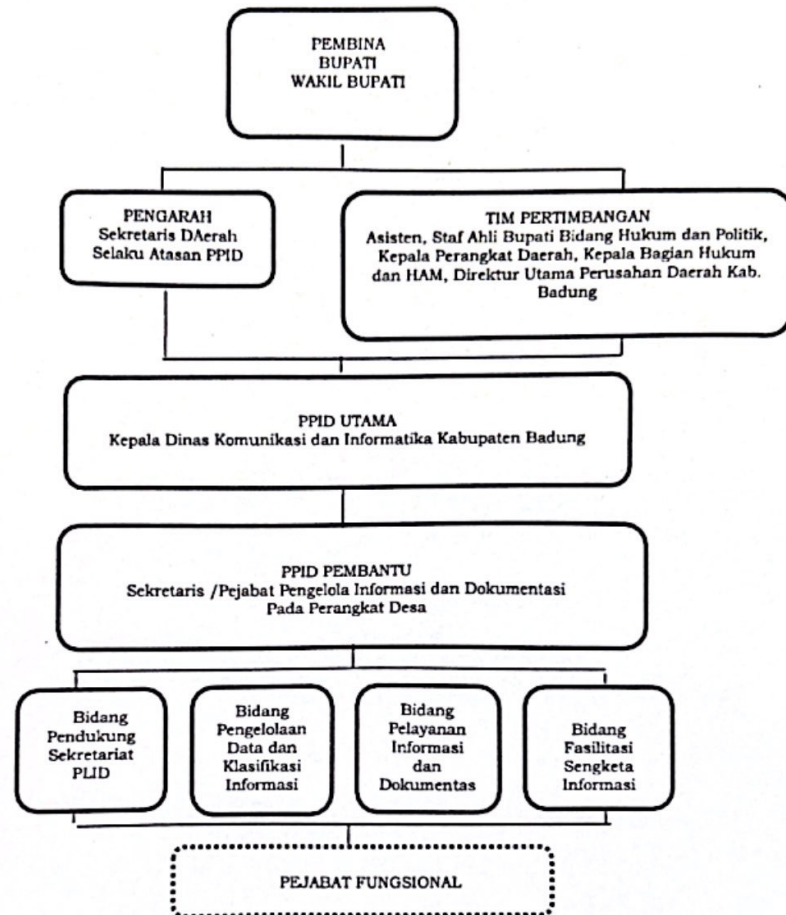 PEMBINA
BUPATI
WAKIL BUPATI
PENGARAH
Sekretaris DAerah
Selaku Atasan PPID
TIM PERTIMBANGAN
Asisten, Staf Ahli Bupati Bidang Hukum dan Politik,
Kepala Perangkat Daerah, Kepala Bagian Hukum
dan HAM, Direktur Utama Perusahan Daerah Kab.
Badung
PPID UTAMA
Kepala Dinas Komunikasi dan Informatika Kabupaten Badung
PPID PEMBANTU
Sekretaris /Pejabat Pengelola Informasi dan Dokumentasi
Pada Perangkat Desa
Bidang
Pendukung
Sekretariat
PLID
Bidang
Pengelolaan
Data dan
Klasifikasi
Informasi
Bidang
Pelayanan
Informasi
dan
Dokumentas
Bidang
Fasilitasi
Sengketa
Informasi
PEJABAT FUNGSIONAL